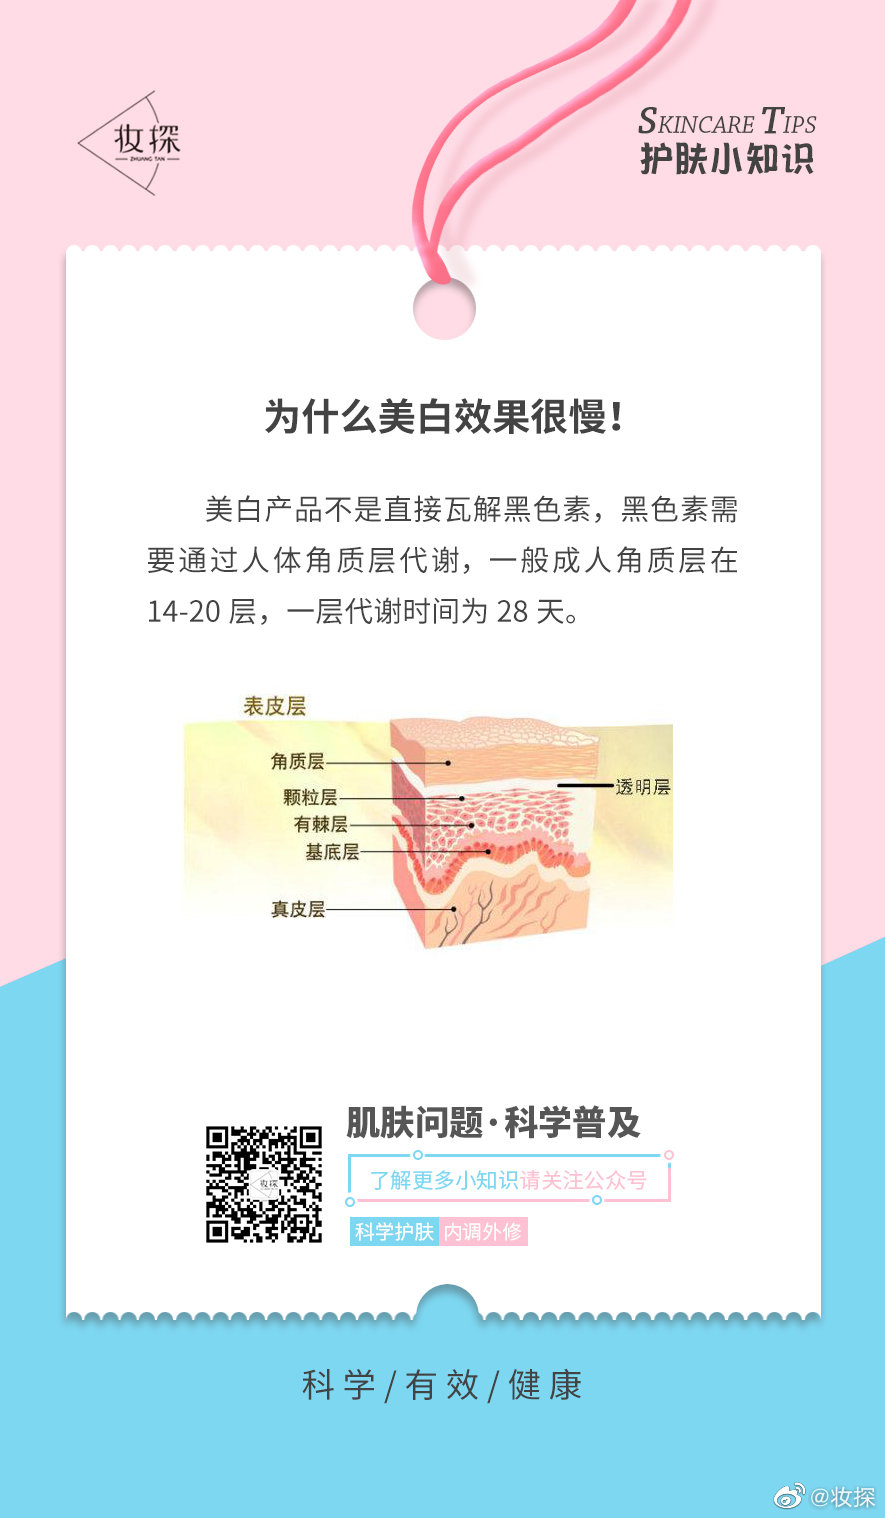 妆探
ZHUANG TAN
SKINCARE TIPS
护肤小知识
为什么美白效果很慢!
美白产品不是直接瓦解黑色素，黑色素需
要通过人体角质层代谢，一般成人角质层在
14-20 层，一层代谢时间为 28 天。
表皮层
角质层
透明层
颗粒层
有棘层
基底层
真皮层
肌肤问题·科学普及
妆探
了解更多小知识请关注公众号
科学护肤 内调外修
科学/有效/健康
@妆探